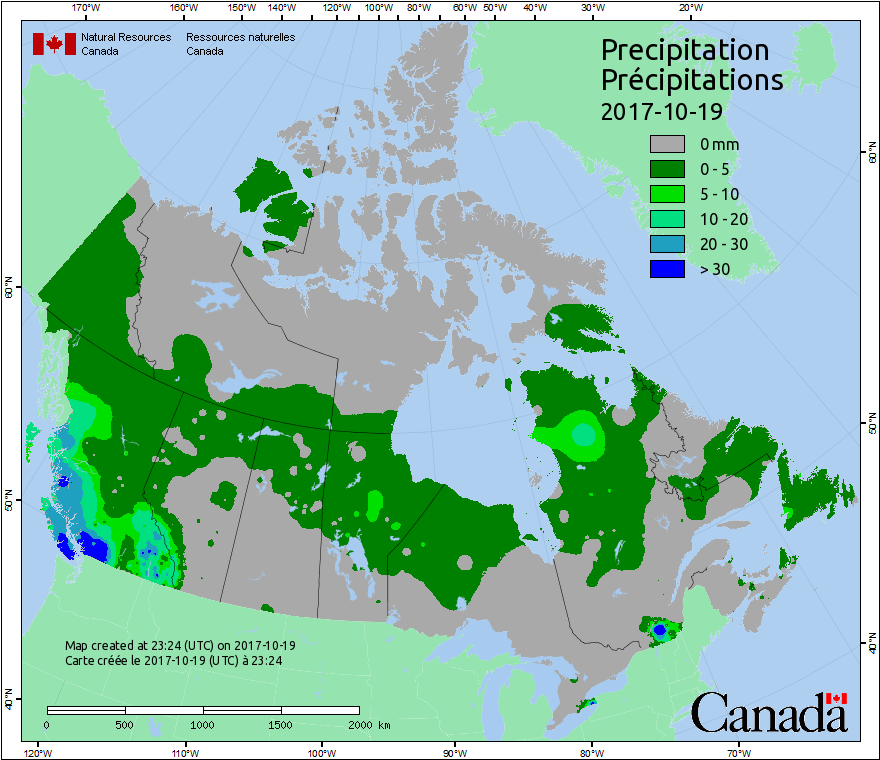 170°W 160°W 150°W 140°W 130°W 120°W 110°W 100°W 90°W 80°W 70°W 60°W 50°W 40°W 30°W 20°W
Natural Resources Canada
Ressources naturelles Canada
Precipitation
Précipitations
2017-10-19
0 mm
0 - 5
5 - 10
10 - 20
20 - 30
> 30
60°N
60°N
50°N
50°N
40°N
40°N
Map created at 23:24 (UTC) on 2017-10-19
Carte créée le 2017-10-19 (UTC) à 23:24
0 500 1000 1500 2000 km
Canada
120°W 110°W 100°W 90°W 80°W 70°W